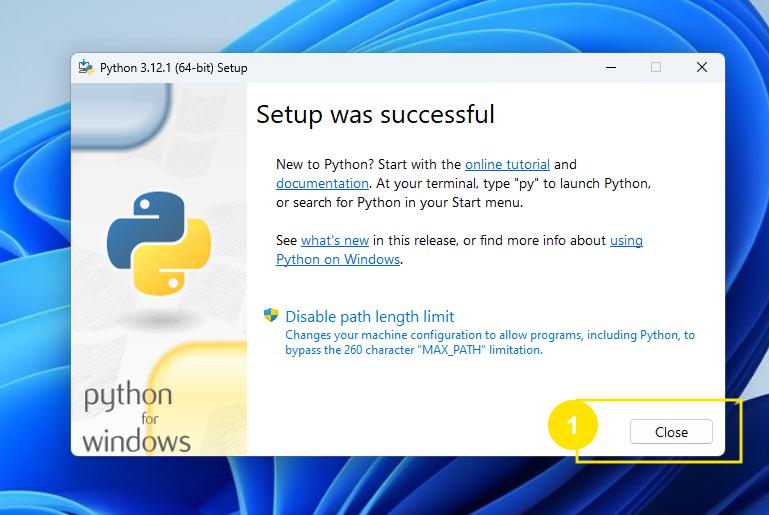 Python 3.12.1 (64-bit) Setup
Setup was successful
New to Python? Start with the online tutorial and
documentation. At your terminal, type "py" to launch Python,
or search for Python in your Start menu.
See what's new in this release, or find more info about using
Python on Windows.
Disable path length limit
Changes your machine configuration to allow programs, including Python, to
bypass the 260 character "MAX_PATH" limitation.
python
for
windows
1
Close